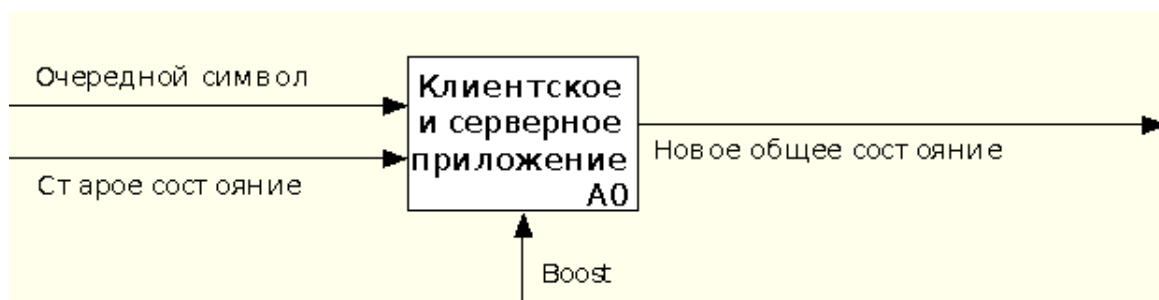 Очередной символ
Старое состояние
Клиентское
и серверное
приложение
A0
Новое общее состояние
Boost